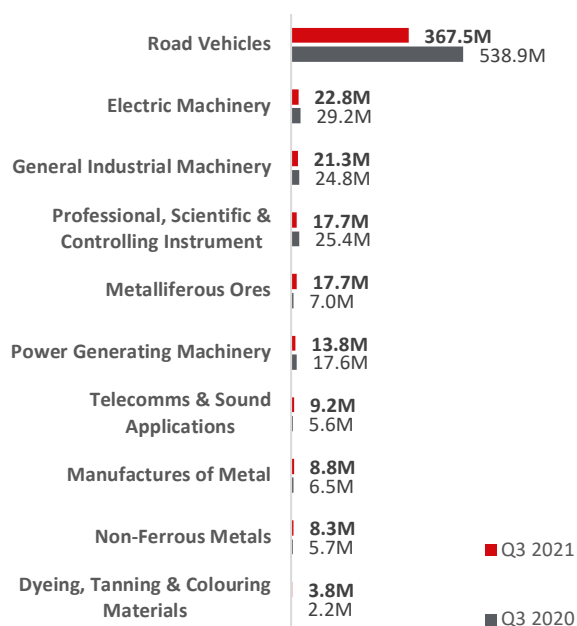 Road Vehicles
367.5M
538.9M
Electric Machinery
22.8M
29.2M
General Industrial Machinery
21.3M
24.8M
Professional, Scientific &
Controlling Instrument
17.7M
25.4M
Metalliferous Ores
17.7M
7.0M
Power Generating Machinery
13.8M
17.6M
Telecomms & Sound
Applications
9.2M
5.6M
Manufactures of Metal
8.8M
6.5M
Non-Ferrous Metals
8.3M
5.7M
Dyeing, Tanning & Colouring
Materials
3.8M
2.2M
Q3 2021
Q3 2020